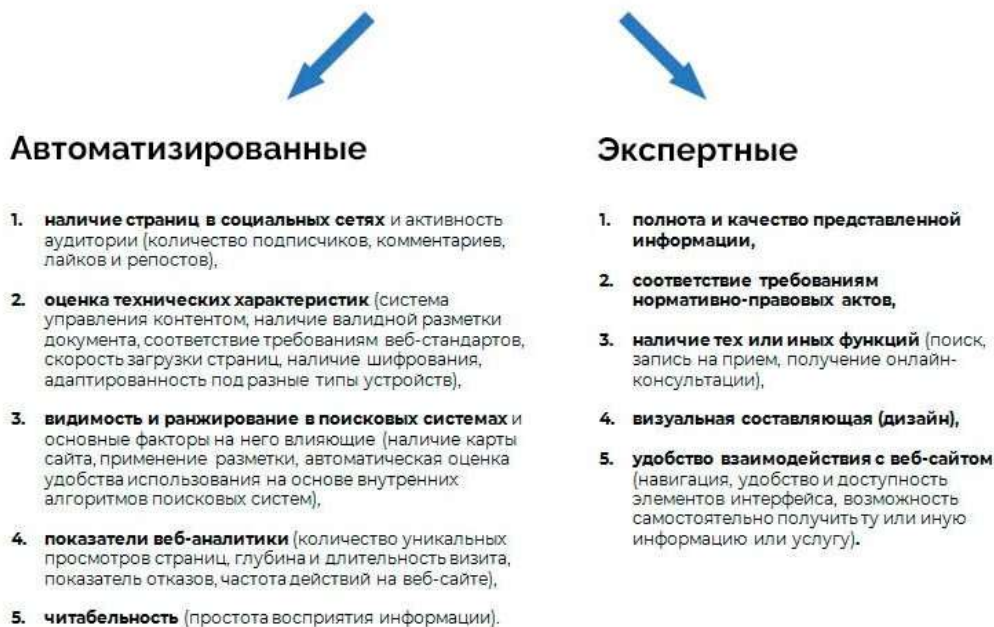 Автоматизированные
1. наличие страниц в социальных сетях и активность
аудитории (количество подписчиков, комментариев,
лайков и репостов),
2. оценка технических характеристик (система
управления контентом, наличие валидной разметки
документа, соответствие требованиям веб-стандартов,
скорость загрузки страниц, наличие шифрования,
адаптированность под разные типы устройств),
3. видимость и ранжирование в поисковых системах и
основные факторы на него влияющие (наличие карты
сайта, применение разметки, автоматическая оценка
удобства использования на основе внутренних
алгоритмов поисковых систем),
4. показатели веб-аналитики (количество уникальных
просмотров страниц, глубина и длительность визита,
показатель отказов, частота действий на веб-сайте),
5. читабельность (простота восприятия информации).
Экспертные
1. полнота и качество представленной
информации,
2. соответствие требованиям
нормативно-правовых актов,
3. наличие тех или иных функций (поиск,
запись на прием, получение онлайн-
консультации),
4. визуальная составляющая (дизайн),
5. удобство взаимодействия с веб-сайтом
(навигация, удобство и доступность
элементов интерфейса, возможность
самостоятельно получить ту или иную
информацию или услугу).